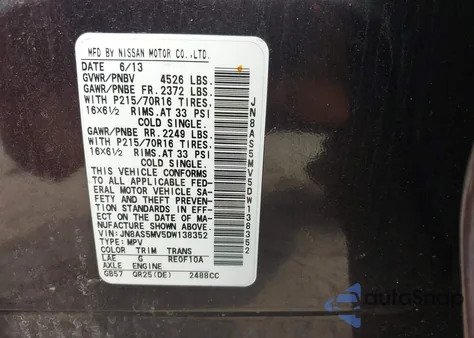 MFD BY NISSAN MOTOR CO.,LTD.
DATE 6/13
GVWR/PNBV 4526 LBS.
GAWR/PNBE FR. 2372 LBS.
WITH P215/70R16 TIRES,
16X6½ RIMS.AT 33 PSI
COLD SINGLE.
GAWR/PNBE RR. 2249 LBS.
WITH P215/70R16 TIRES,
16X6½ RIMS.AT 33 PSI
COLD SINGLE.
THIS VEHICLE CONFORMS
TO ALL APPLICABLE FED-
ERAL MOTOR VEHICLE SA-
FETY AND THEFT PREVEN-
TION STANDARDS IN EFF-
ECT ON THE DATE OF MA-
NUFACTURE SHOWN ABOVE.
VIN: JN8AS5MV5DW138352
TYPE: MPV
COLOR TRIM TRANS
LAE G RE0F10A
AXLE ENGINE
GB57 QR25(DE) 2488CC
JN8AS5MV5DW138352
autoSnap